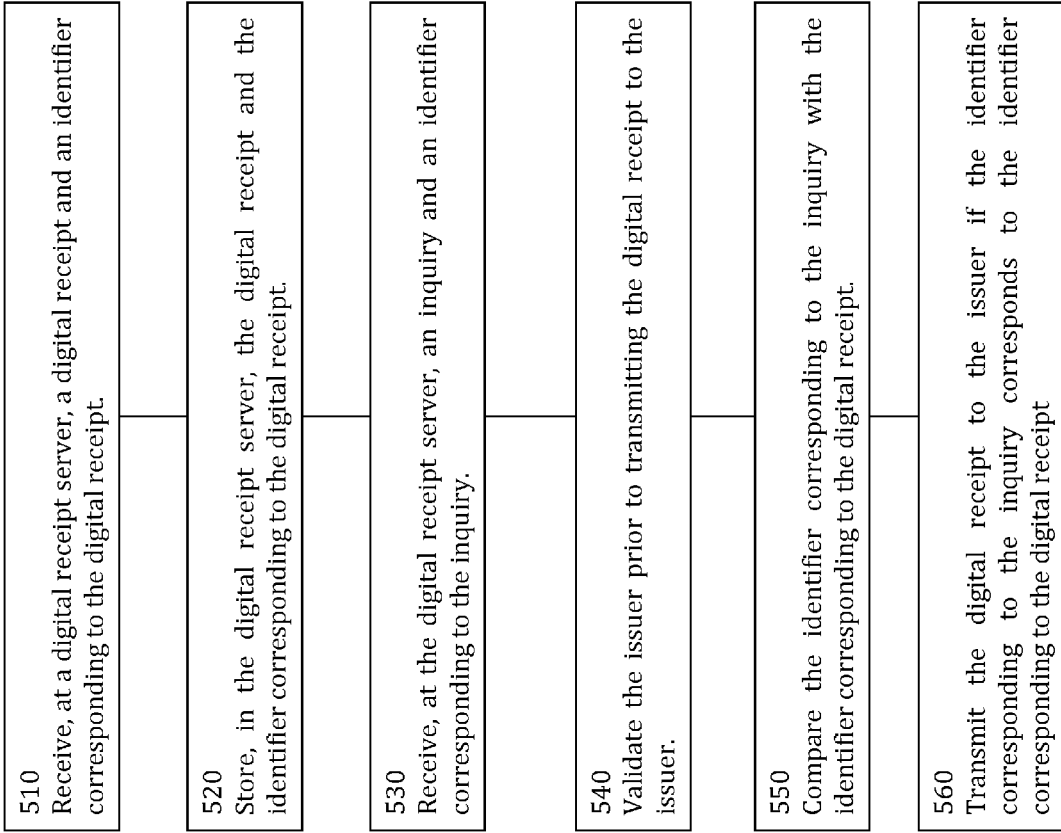 510
Receive, at a digital receipt server, a digital receipt and an identifier
corresponding to the digital receipt.
520
Store, in the digital receipt server, the digital receipt and the
identifier corresponding to the digital receipt.
530
Receive, at the digital receipt server, an inquiry and an identifier
corresponding to the inquiry.
540
Validate the issuer prior to transmitting the digital receipt to the
issuer.
550
Compare the identifier corresponding to the inquiry with the
identifier corresponding to the digital receipt.
560
Transmit the digital receipt to the issuer if the identifier
corresponding to the inquiry corresponds to the identifier
corresponding to the digital receipt